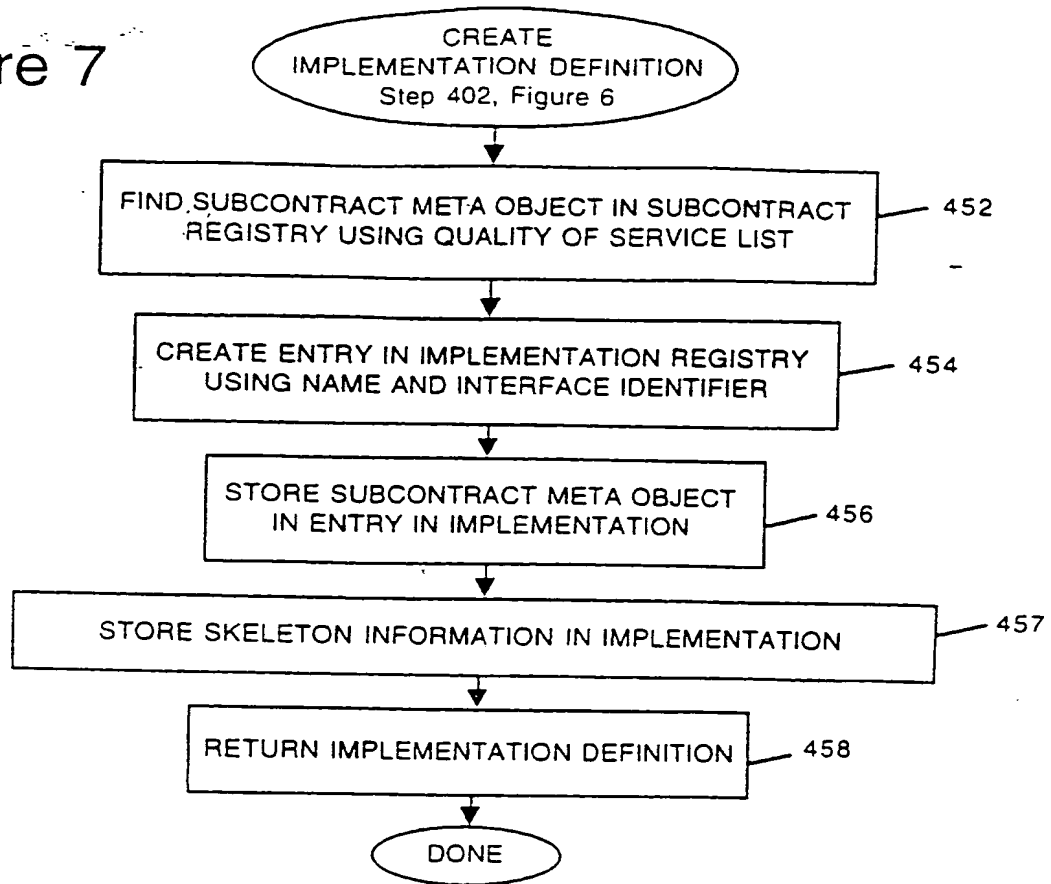 re 7
CREATE
IMPLEMENTATION DEFINITION
Step 402, Figure 6
FIND SUBCONTRACT META OBJECT IN SUBCONTRACT
REGISTRY USING QUALITY OF SERVICE LIST
452
CREATE ENTRY IN IMPLEMENTATION REGISTRY
USING NAME AND INTERFACE IDENTIFIER
454
STORE SUBCONTRACT META OBJECT
IN ENTRY IN IMPLEMENTATION
456
STORE SKELETON INFORMATION IN IMPLEMENTATION
457
RETURN IMPLEMENTATION DEFINITION
458
DONE